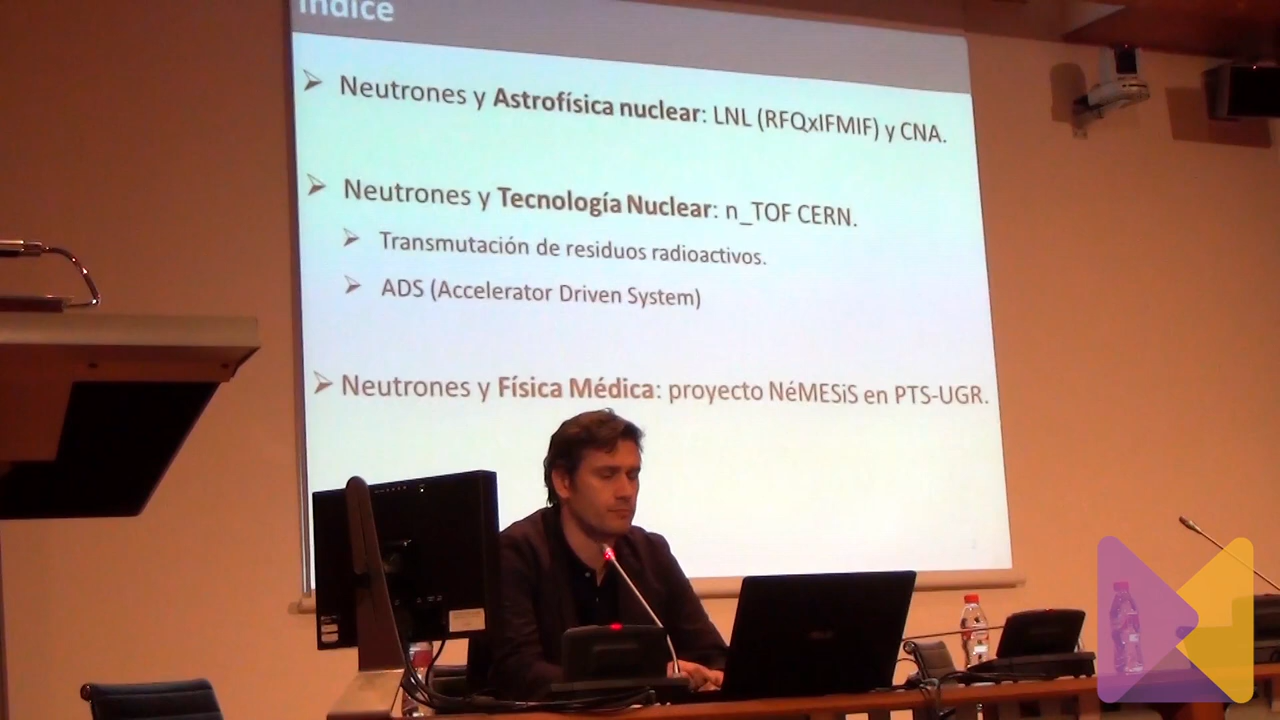 Índice
Neutrones y Astrofísica nuclear: LNL (RFQxIFMIF) y CNA.
Neutrones y Tecnología Nuclear: n_TOF CERN.
Transmutación de residuos radioactivos.
ADS (Accelerator Driven System)
Neutrones y Física Médica: proyecto NéMESiS en PTS-UGR.